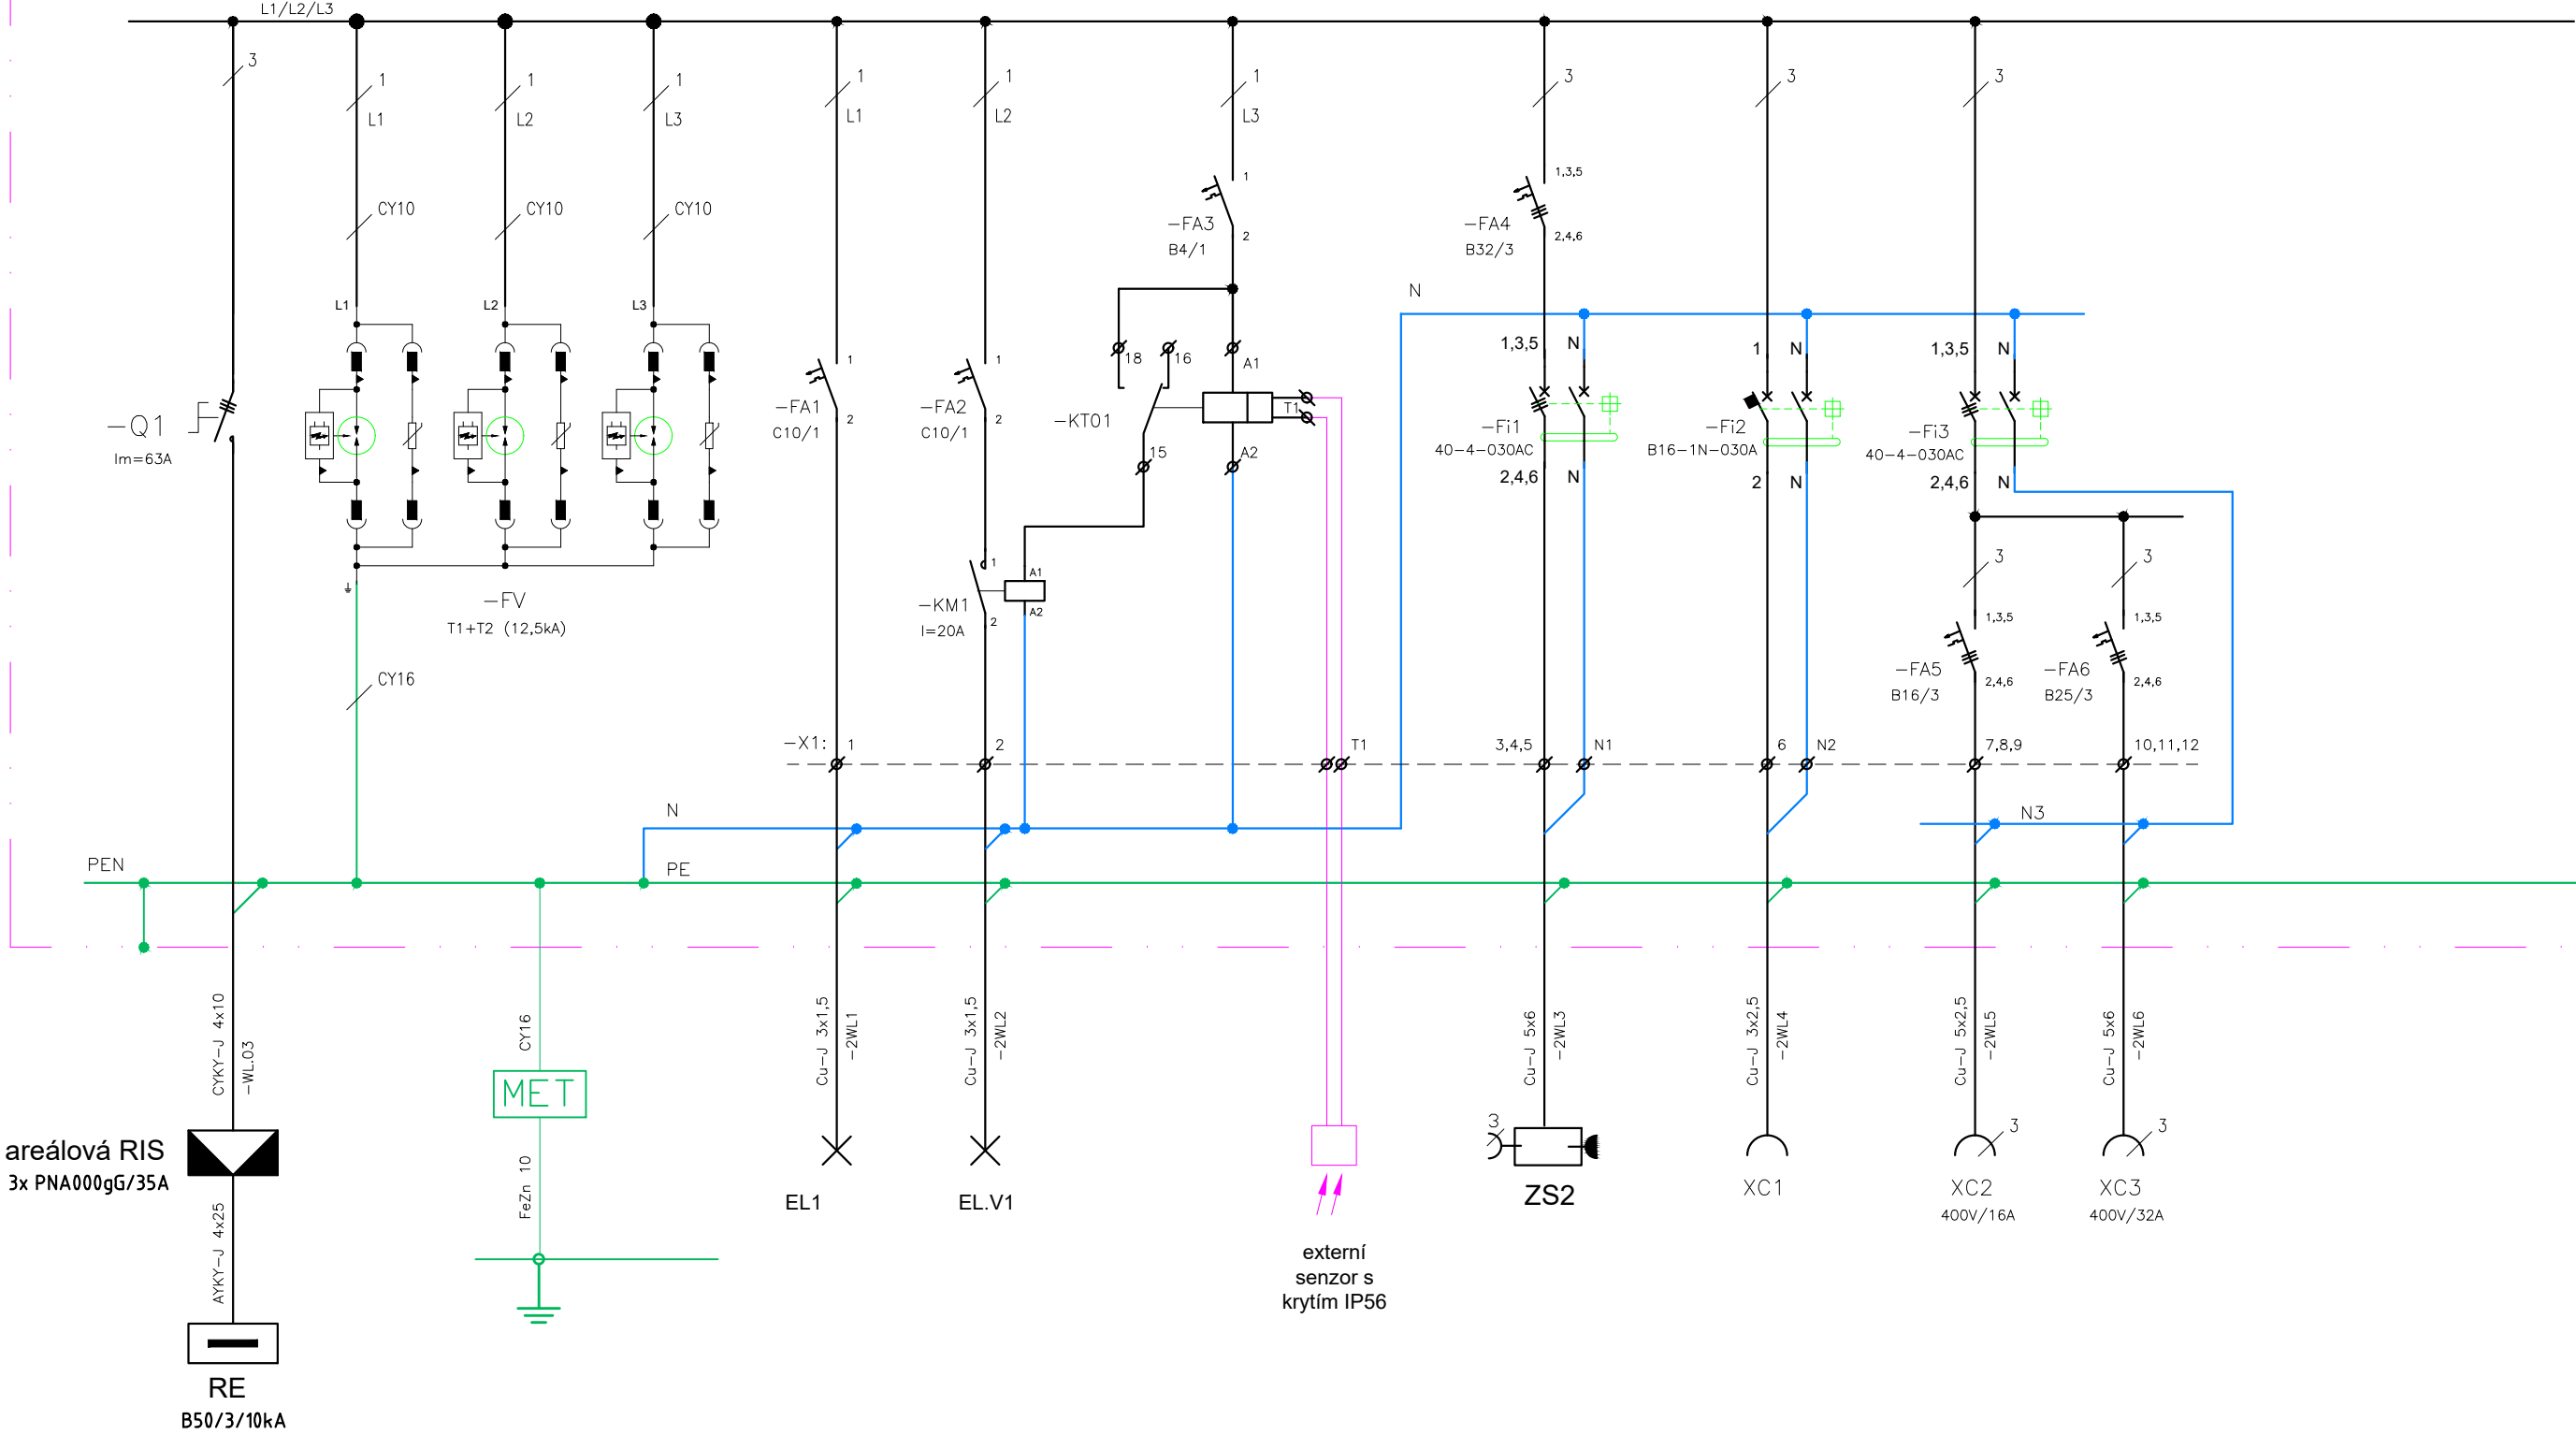 L1/L2/L3
3
1
L1
1
L2
1
L3
1
L1
1
L2
1
L3
3
3
3
CY10
CY10
CY10
L1
L2
L3
-Q1
Im=63A
-FV
T1+T2 (12,5kA)
CY16
1
-FA1
C10/1
2
1
-FA2
C10/1
2
1
-FA3
B4/1
2
18
16
A1
-KT01
T1
15
A2
1
A1
-KM1
A2
I=20A
2
1,3,5
-FA4
B32/3
2,4,6
N
1,3,5
N
-Fi1
40-4-030AC
2,4,6
N
1
N
-Fi2
B16-1N-030A
2
N
1,3,5
N
-Fi3
40-4-030AC
2,4,6
N
3
3
1,3,5
-FA5
B16/3
2,4,6
1,3,5
-FA6
B25/3
2,4,6
-X1:
1
2
T1
3,4,5
N1
6
N2
7,8,9
10,11,12
N
N3
PEN
PE
CYKY-J 4x10
-WL.03
CY16
MET
FeZn 10
Cu-J 3x1,5
-2WL1
Cu-J 3x1,5
-2WL2
Cu-J 5x6
-2WL3
Cu-J 3x2,5
-2WL4
Cu-J 5x2,5
-2WL5
Cu-J 5x6
-2WL6
areálová RIS
3x PNA000gG/35A
AYKY-J 4x25
RE
B50/3/10kA
EL1
EL.V1
externí
senzor s
krytím IP56
3
ZS2
XC1
3
XC2
400V/16A
3
XC3
400V/32A